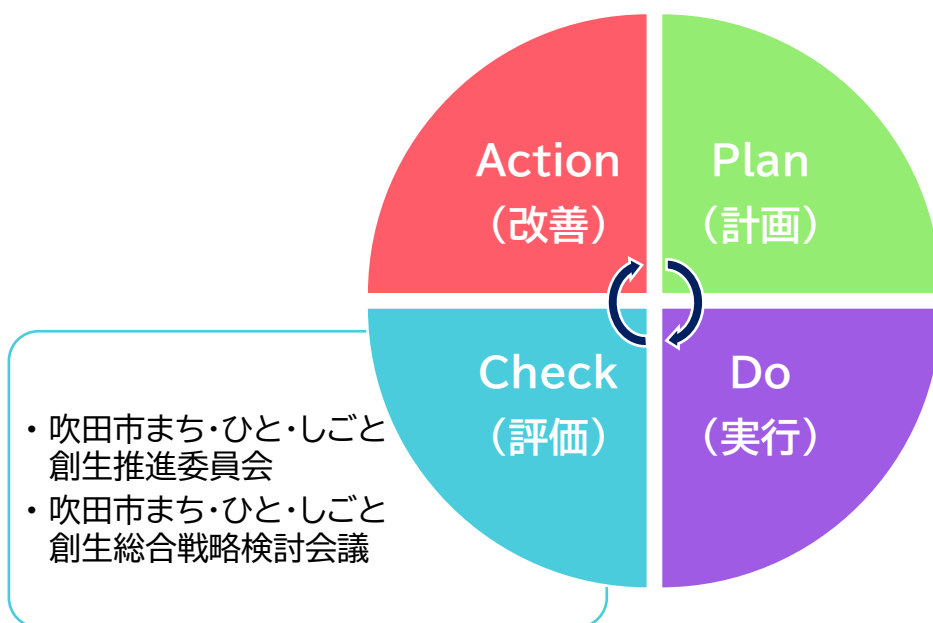 Action
（改善）
Plan
（計画）
Check
（評価）
Do
（実行）
・吹田市まち・ひと・しごと
創生推進委員会
・吹田市まち・ひと・しごと
創生総合戦略検討会議